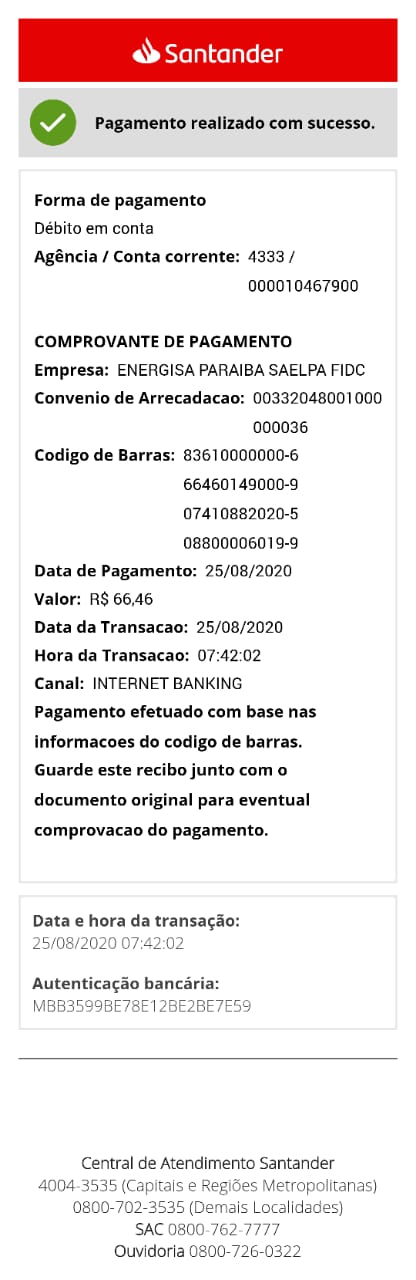 Santander
Pagamento realizado com sucesso.
Forma de pagamento
Débito em conta
Agência / Conta corrente: 4333 /
000010467900
COMPROVANTE DE PAGAMENTO
Empresa: ENERGISA PARAIBA SAELPA FIDC
Convenio de Arrecadacao: 00332048001000
000036
Codigo de Barras: 83610000000-6
66460149000-9
07410882020-5
08800006019-9
Data de Pagamento: 25/08/2020
Valor: R$ 66,46
Data da Transacao: 25/08/2020
Hora da Transacao: 07:42:02
Canal: INTERNET BANKING
Pagamento efetuado com base nas
informacoes do codigo de barras.
Guarde este recibo junto com o
documento original para eventual
comprovacao do pagamento.
Data e hora da transação:
25/08/2020 07:42:02
Autenticação bancária:
MBB3599BE78E12BE2BE7E59
Central de Atendimento Santander
4004-3535 (Capitais e Regiões Metropolitanas)
0800-702-3535 (Demais Localidades)
SAC 0800-762-7777
Ouvidoria 0800-726-0322